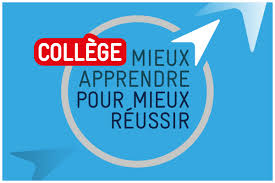 COLLÈGE MIEUX
APPRENDRE
POUR MIEUX
RÉUSSIR